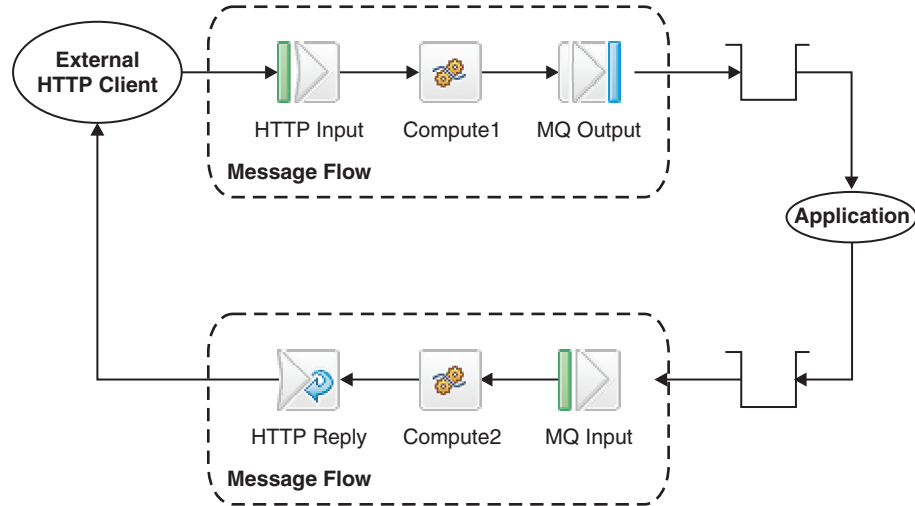 External
HTTP Client
HTTP Input
Compute1
MQ Output
Message Flow
Application
HTTP Reply
Compute2
MQ Input
Message Flow